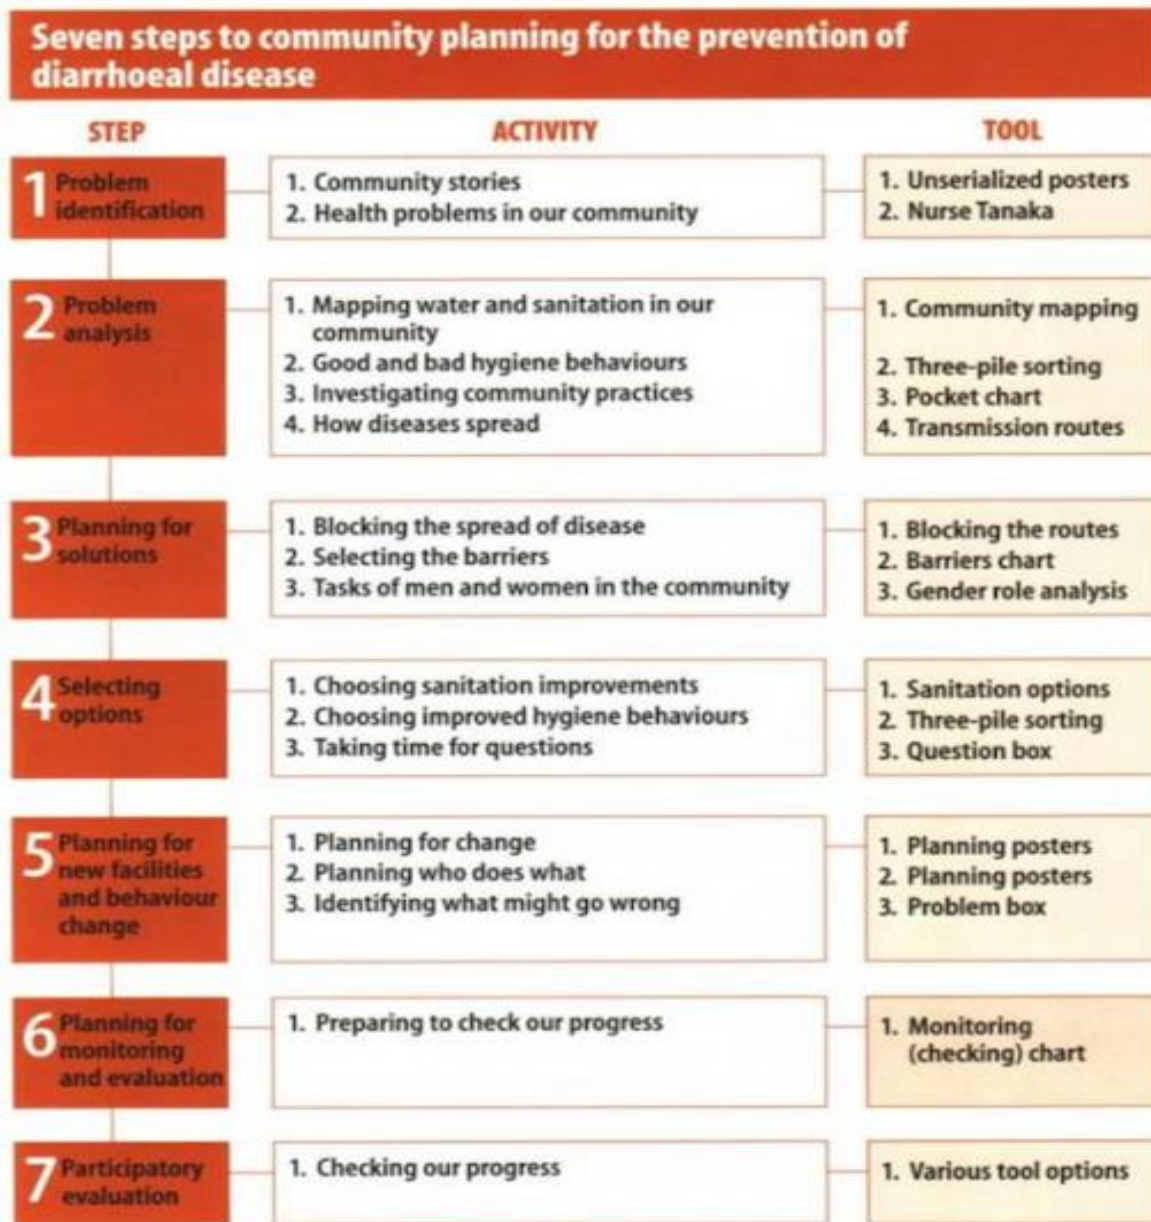 Seven steps to community planning for the prevention of
diarrhoeal disease
STEP
ACTIVITY
TOOL
1 Problem
identification
1. Community stories
2. Health problems in our community
1. Unserialized posters
2. Nurse Tanaka
2 Problem
analysis
1. Mapping water and sanitation in our
community
2. Good and bad hygiene behaviours
3. Investigating community practices
4. How diseases spread
1. Community mapping
2. Three-pile sorting
3. Pocket chart
4. Transmission routes
3 Planning for
solutions
1. Blocking the spread of disease
2. Selecting the barriers
3. Tasks of men and women in the community
1. Blocking the routes
2. Barriers chart
3. Gender role analysis
4 Selecting
options
1. Choosing sanitation improvements
2. Choosing improved hygiene behaviours
3. Taking time for questions
1. Sanitation options
2. Three-pile sorting
3. Question box
5 Planning for
new facilities
and behaviour
change
1. Planning for change
2. Planning who does what
3. Identifying what might go wrong
1. Planning posters
2. Planning posters
3. Problem box
6 Planning for
monitoring
and evaluation
1. Preparing to check our progress
1. Monitoring
(checking) chart
7 Participatory
evaluation
1. Checking our progress
1. Various tool options